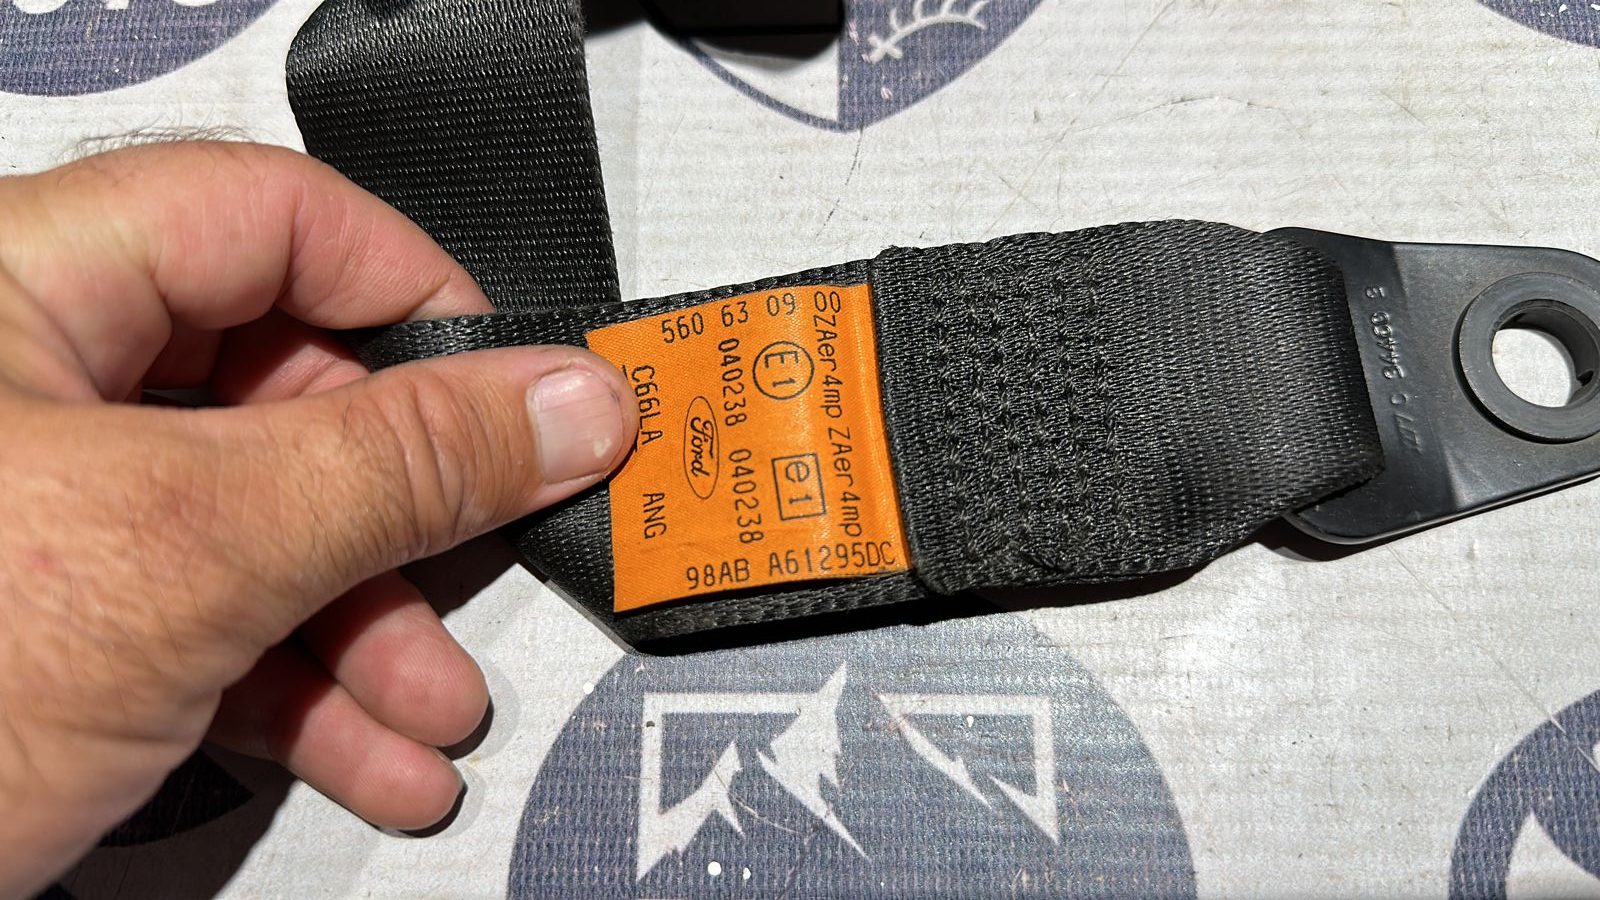 560 63 09 00
ZAer4mp ZAer4mp
E1 e1
040238 040238
Ford
C66LA ANG
98AB A61295DC